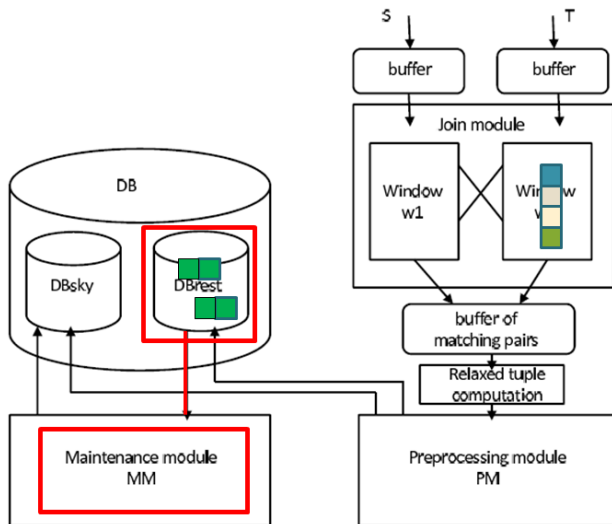 S T
buffer buffer
Join module
Window
w1
Window
DB
DBsky
DBrest
buffer of
matching pairs
Relaxed tuple
computation
Maintenance module
MM
Preprocessing module
PM